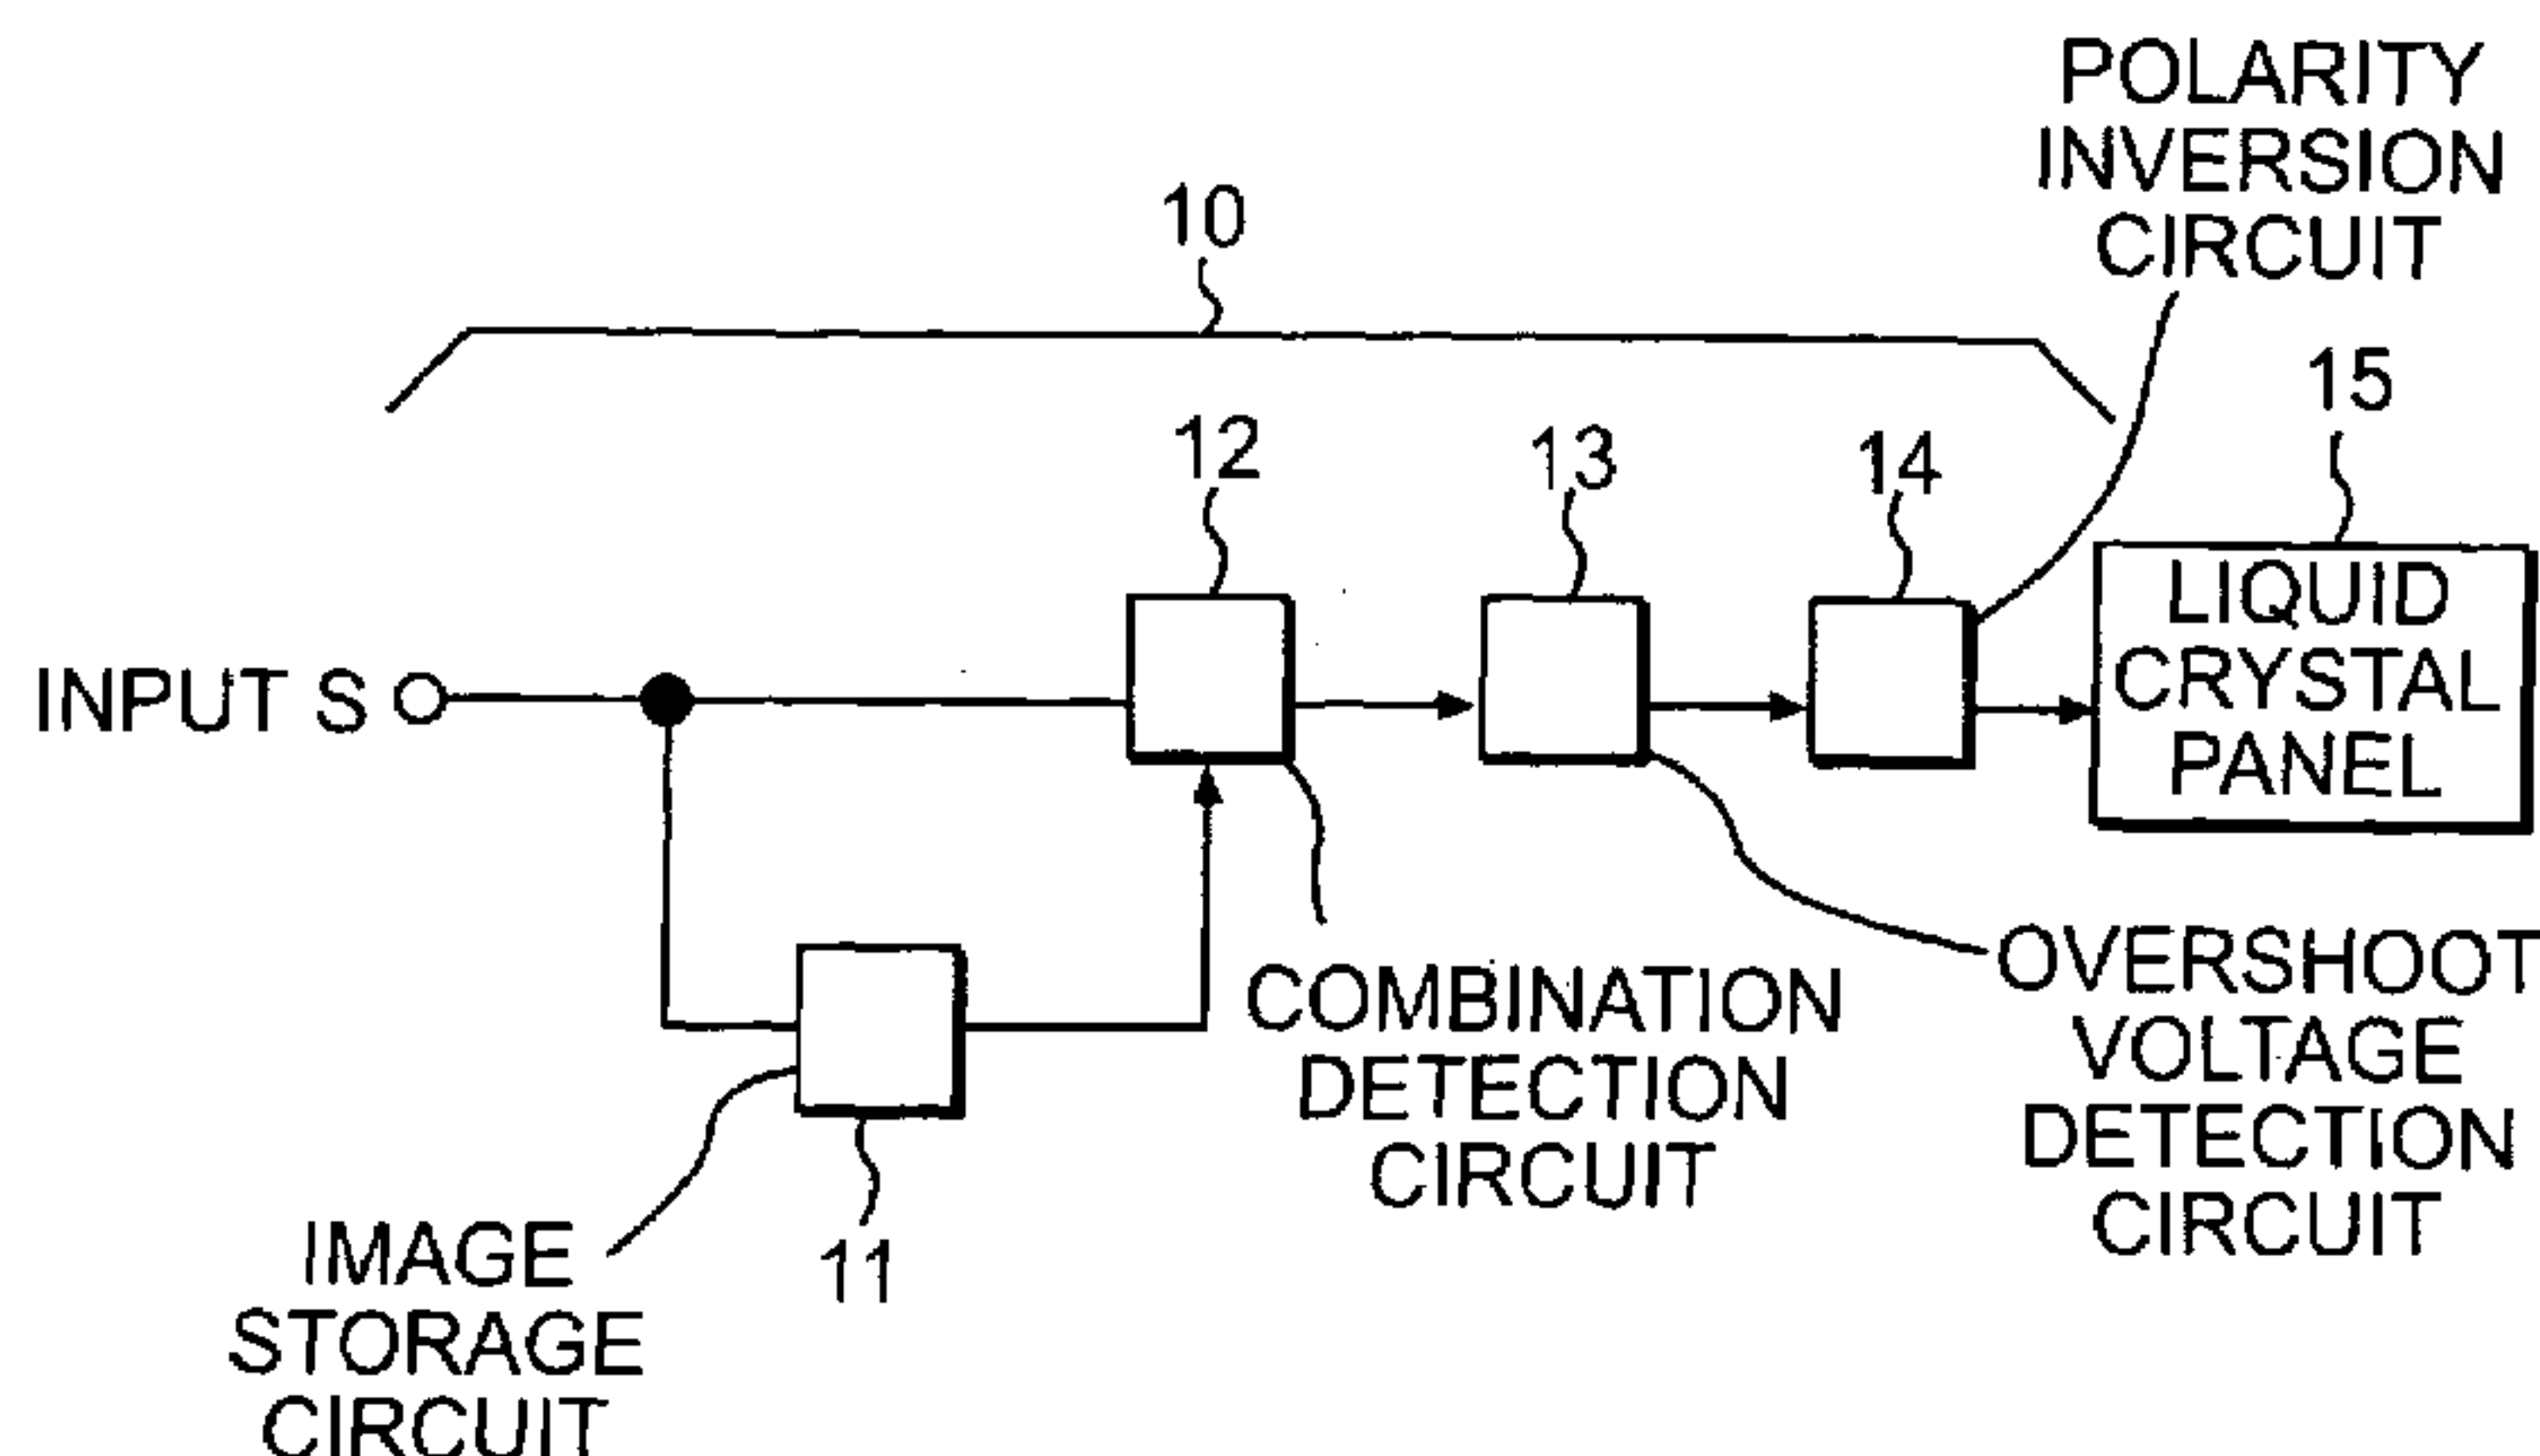 POLARITY
INVERSION
CIRCUIT
10
15
12
13
14
INPUT S
LIQUID
CRYSTAL
PANEL
COMBINATION
DETECTION
CIRCUIT
OVERSHOOT
VOLTAGE
DETECTION
CIRCUIT
11
IMAGE
STORAGE
CIRCUIT